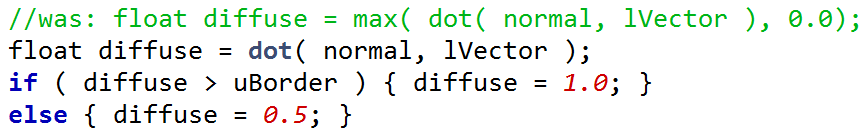 //was: float diffuse = max( dot( normal, lVector ), 0.0);
float diffuse = dot( normal, lVector );
if ( diffuse > uBorder ) { diffuse = 1.0; }
else { diffuse = 0.5; }